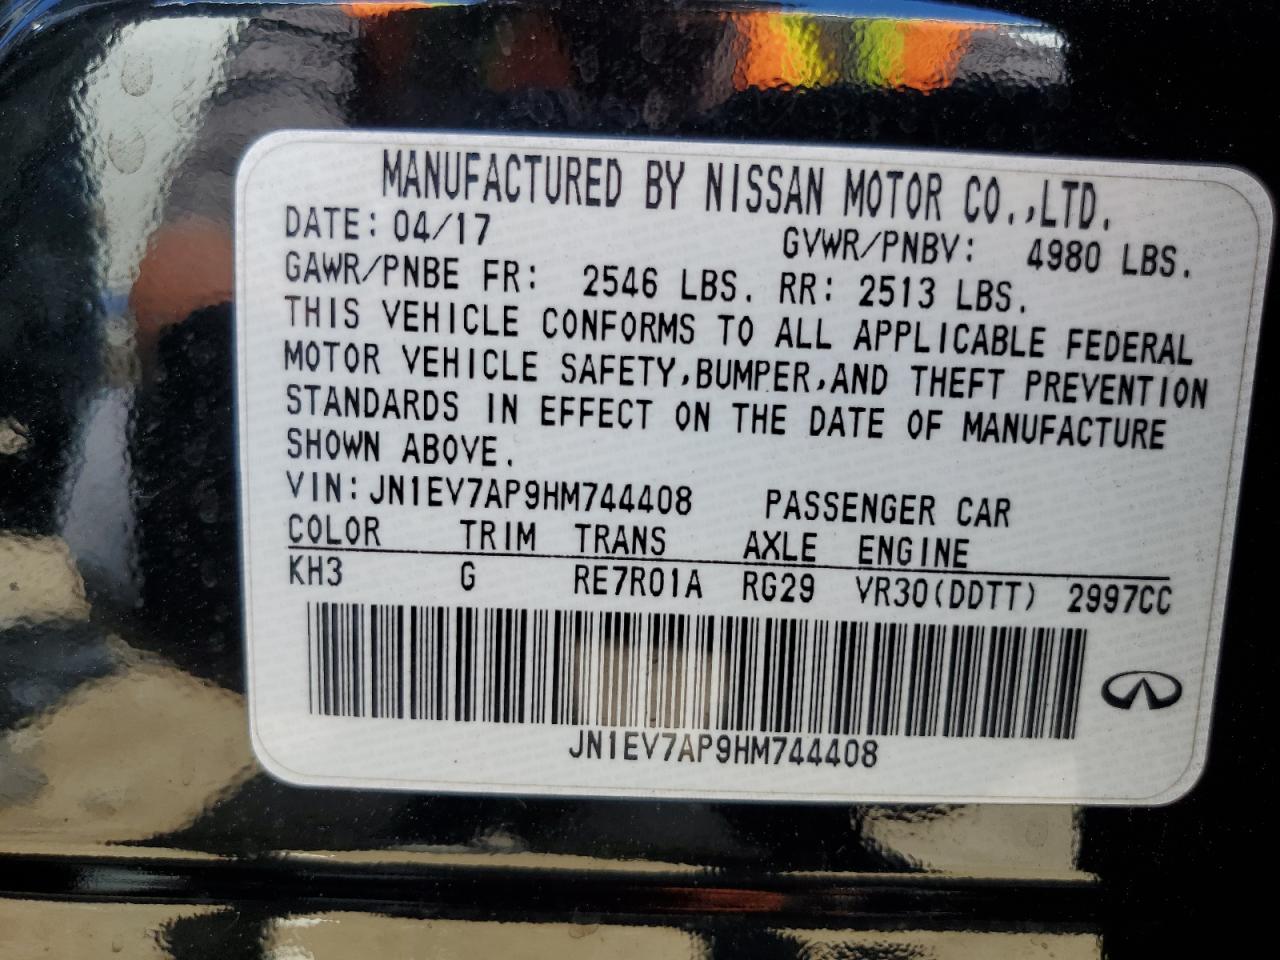 MANUFACTURED BY NISSAN MOTOR CO.,LTD.
DATE: 04/17 GVWR/PNBV: 4980 LBS.
GAWR/PNBE FR: 2546 LBS. RR: 2513 LBS.
THIS VEHICLE CONFORMS TO ALL APPLICABLE FEDERAL
MOTOR VEHICLE SAFETY,BUMPER,AND THEFT PREVENTION
STANDARDS IN EFFECT ON THE DATE OF MANUFACTURE
SHOWN ABOVE.
VIN: JN1EV7AP9HM744408 PASSENGER CAR
COLOR TRIM TRANS AXLE ENGINE
KH3 G RE7R01A RG29 VR30(DDTT) 2997CC
JN1EV7AP9HM744408